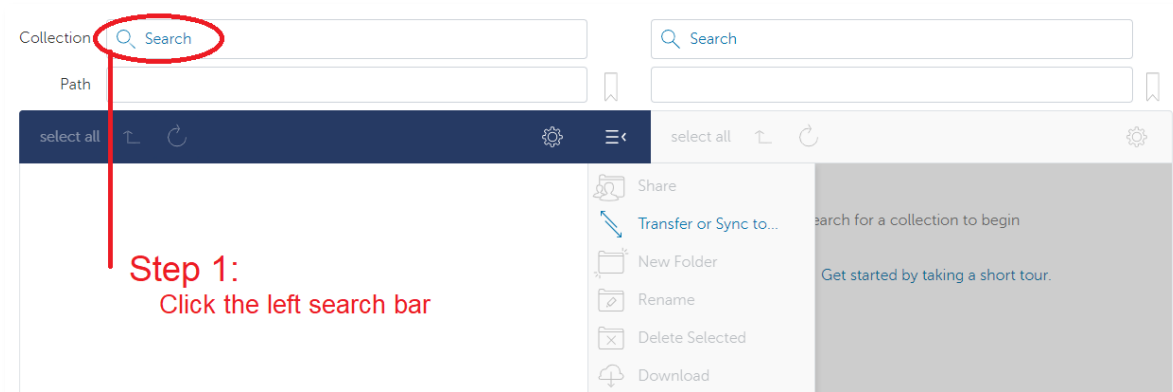 Collection Search Search
Path
select all select all
Share
Transfer or Sync to... earch for a collection to begin
New Folder
Get started by taking a short tour.
Step 1:
Rename
Click the left search bar
Delete Selected
Download